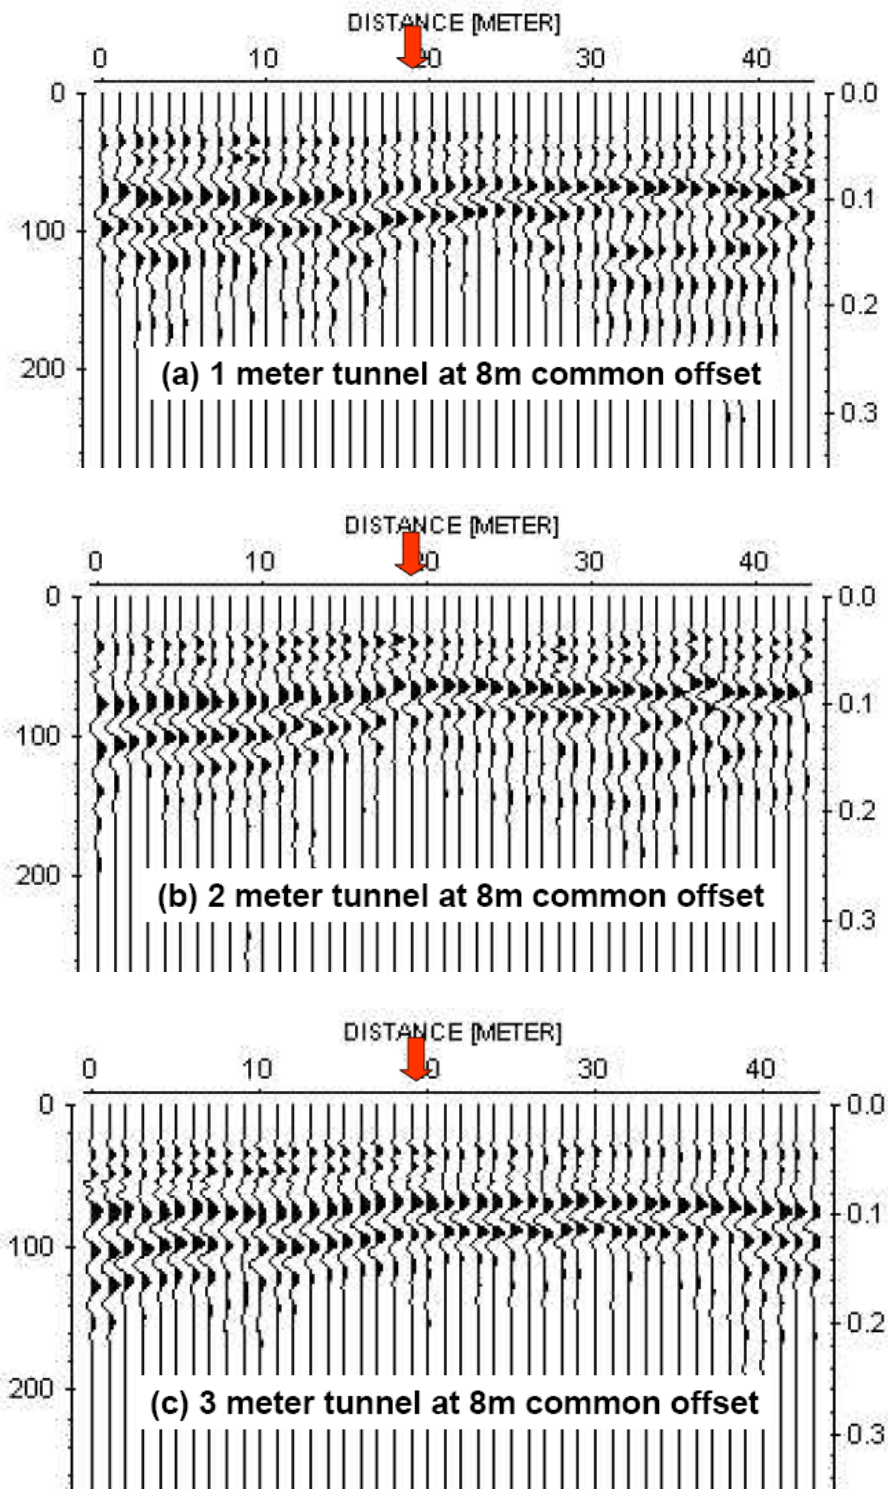 DISTANCE [METER]
0 10 20 30 40
0 0.0
0.1
100
0.2
200
(a) 1 meter tunnel at 8m common offset
0.3
DISTANCE [METER]
0 10 20 30 40
0 0.0
0.1
100
0.2
200
(b) 2 meter tunnel at 8m common offset
0.3
DISTANCE [METER]
0 10 20 30 40
0 0.0
0.1
100
0.2
200
(c) 3 meter tunnel at 8m common offset
0.3